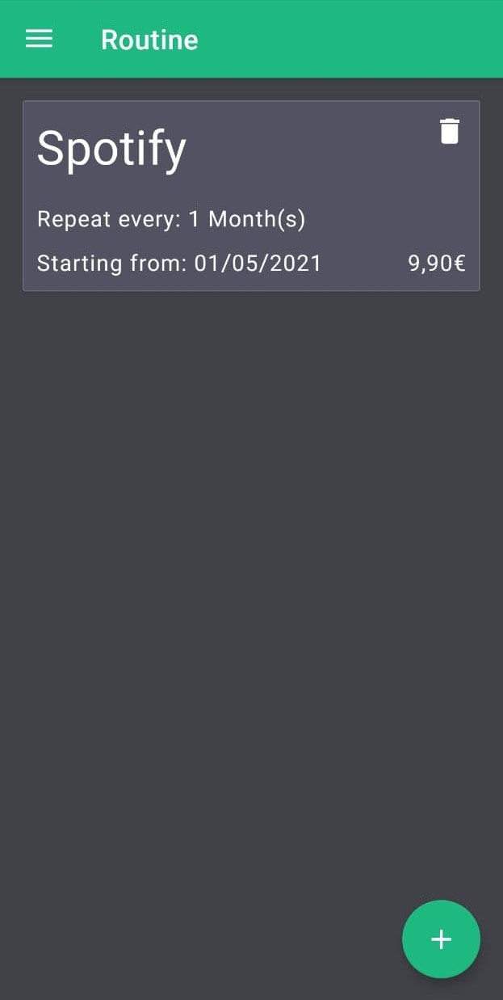 Routine
Spotify
Repeat every: 1 Month(s)
Starting from: 01/05/2021 9,90€